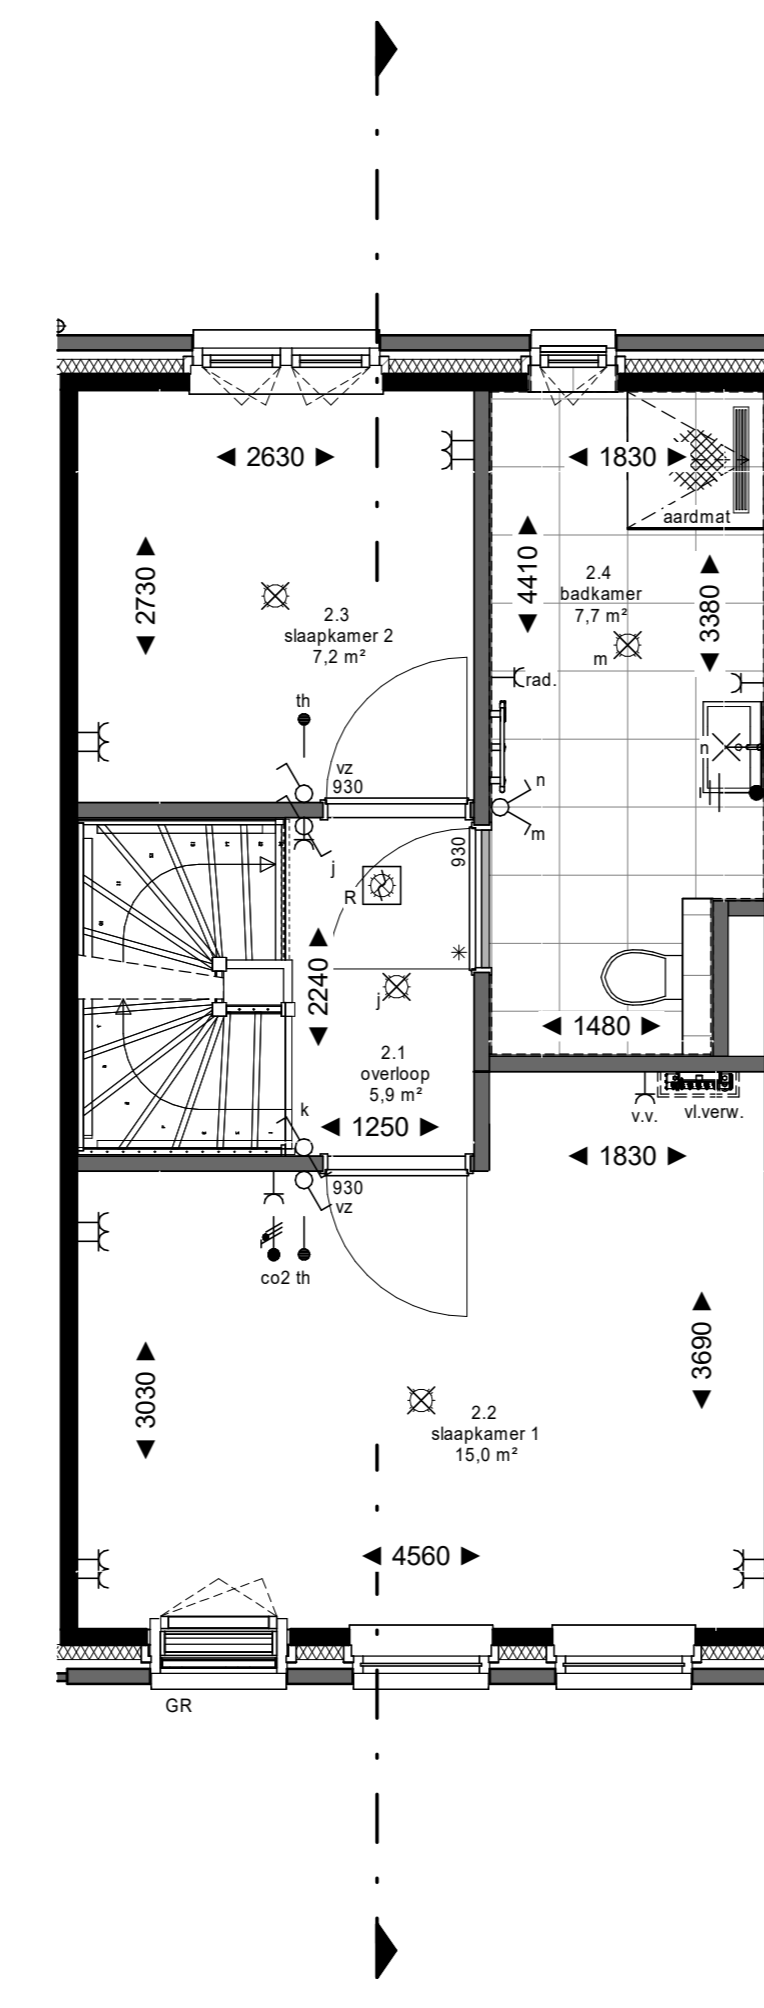 2630
1830
aardmat
4410
2.4
badkamer
7,7 m²
3380
2730
2.3
slaapkamer 2
7,2 m²
m
rad.
th
n
vz
930
n
m
930
j
R
2240
j
1480
2.1
overloop
5,9 m²
k
1250
v.v.
vl.verw.
1830
930
vz
co2 th
3690
3030
2.2
slaapkamer 1
15,0 m²
4560
GR